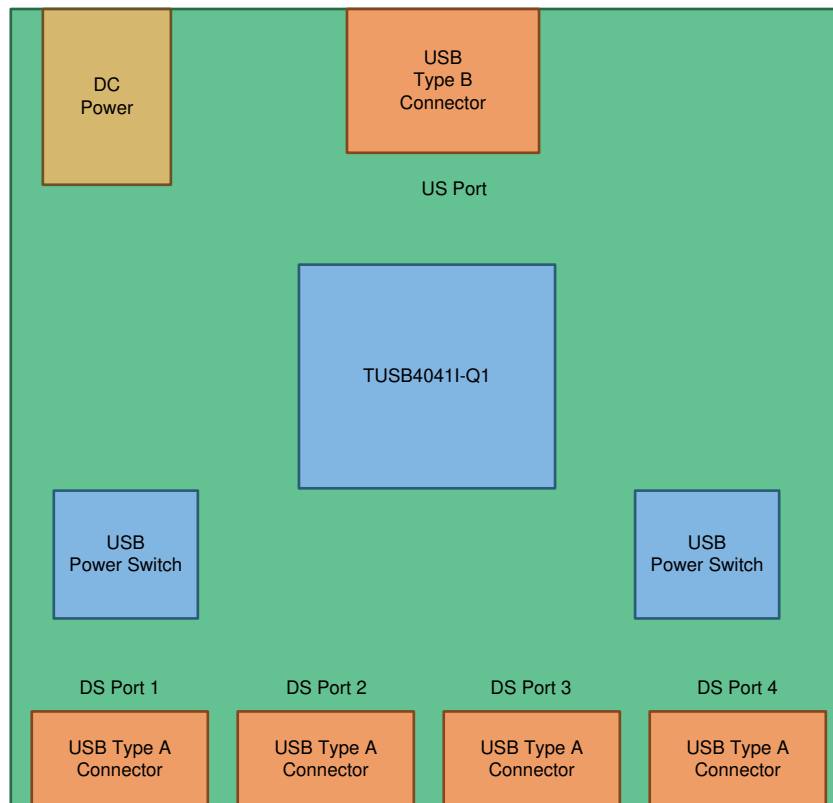 DC
Power
USB
Type B
Connector
US Port
TUSB4041I-Q1
USB
Power Switch
USB
Power Switch
DS Port 1
DS Port 2
DS Port 3
DS Port 4
USB Type A
Connector
USB Type A
Connector
USB Type A
Connector
USB Type A
Connector